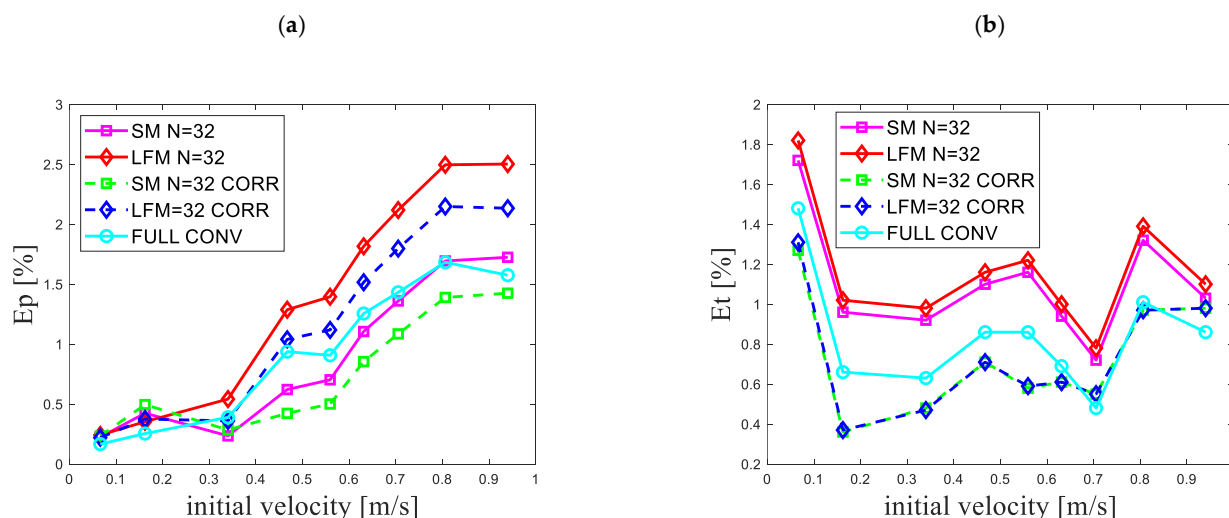 (a)
3
2.5
2
1.5
1
0.5
0
Ep [%]
SM N=32
LFM N=32
SM N=32 CORR
LFM=32 CORR
FULL CONV
0 0.1 0.2 0.3 0.4 0.5 0.6 0.7 0.8 0.9 1
initial velocity [m/s]
(b)
2
1.8
1.6
1.4
1.2
1
0.8
0.6
0.4
0.2
Et [%]
SM N=32
LFM N=32
SM N=32 CORR
LFM=32 CORR
FULL CONV
0 0.1 0.2 0.3 0.4 0.5 0.6 0.7 0.8 0.9
initial velocity [m/s]